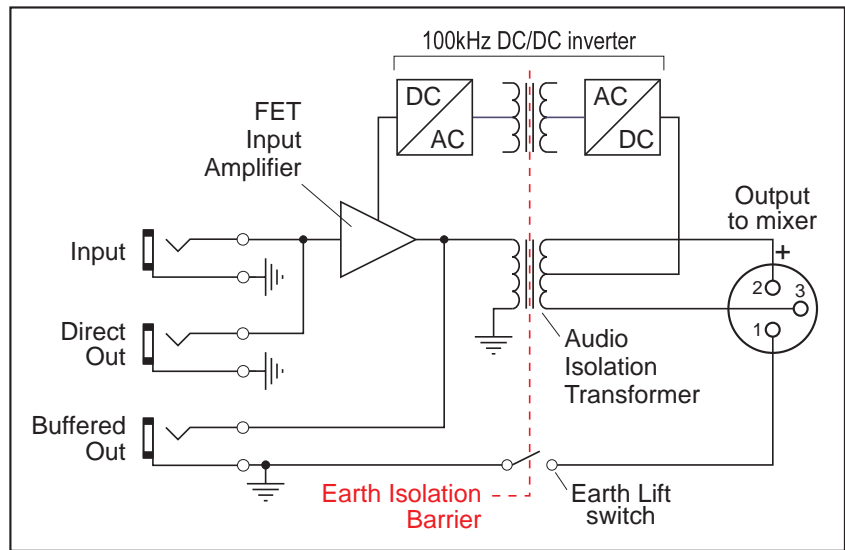 100kHz DC/DC inverter
DC
AC
AC
DC
FET
Input
Amplifier
Output
to mixer
+
Input
2
3
1
Direct
Out
Audio
Isolation
Transformer
Buffered
Out
Earth Isolation
Barrier
Earth Lift
switch